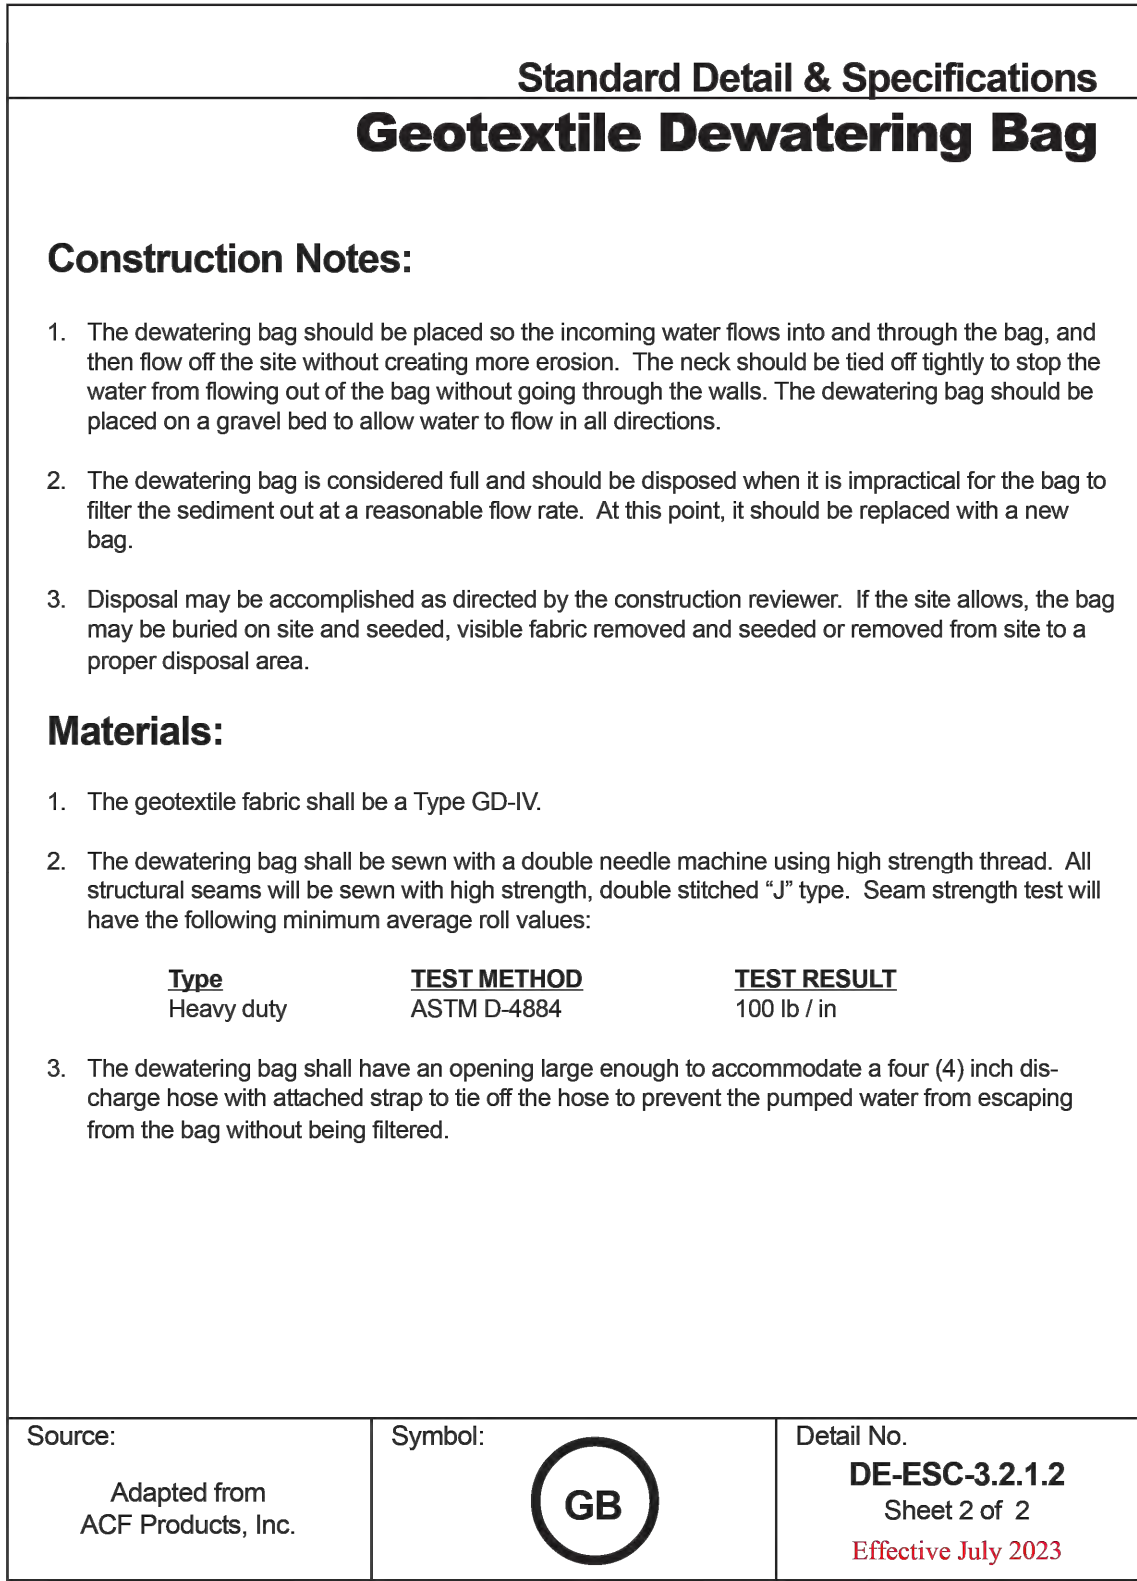 Standard Detail & Specifications
Geotextile Dewatering Bag
Construction Notes:
1. The dewatering bag should be placed so the incoming water flows into and through the bag, and
then flow off the site without creating more erosion. The neck should be tied off tightly to stop the
water from flowing out of the bag without going through the walls. The dewatering bag should be
placed on a gravel bed to allow water to flow in all directions.
2. The dewatering bag is considered full and should be disposed when it is impractical for the bag to
filter the sediment out at a reasonable flow rate. At this point, it should be replaced with a new
bag.
3. Disposal may be accomplished as directed by the construction reviewer. If the site allows, the bag
may be buried on site and seeded, visible fabric removed and seeded or removed from site to a
proper disposal area.
Materials:
1. The geotextile fabric shall be a Type GD-IV.
2. The dewatering bag shall be sewn with a double needle machine using high strength thread. All
structural seams will be sewn with high strength, double stitched “J” type. Seam strength test will
have the following minimum average roll values:
Type TEST METHOD TEST RESULT
Heavy duty ASTM D-4884 100 lb / in
3. The dewatering bag shall have an opening large enough to accommodate a four (4) inch dis-
charge hose with attached strap to tie off the hose to prevent the pumped water from escaping
from the bag without being filtered.
Source:
Adapted from
ACF Products, Inc.
Symbol:
GB
Detail No.
DE-ESC-3.2.1.2
Sheet 2 of 2
Effective July 2023